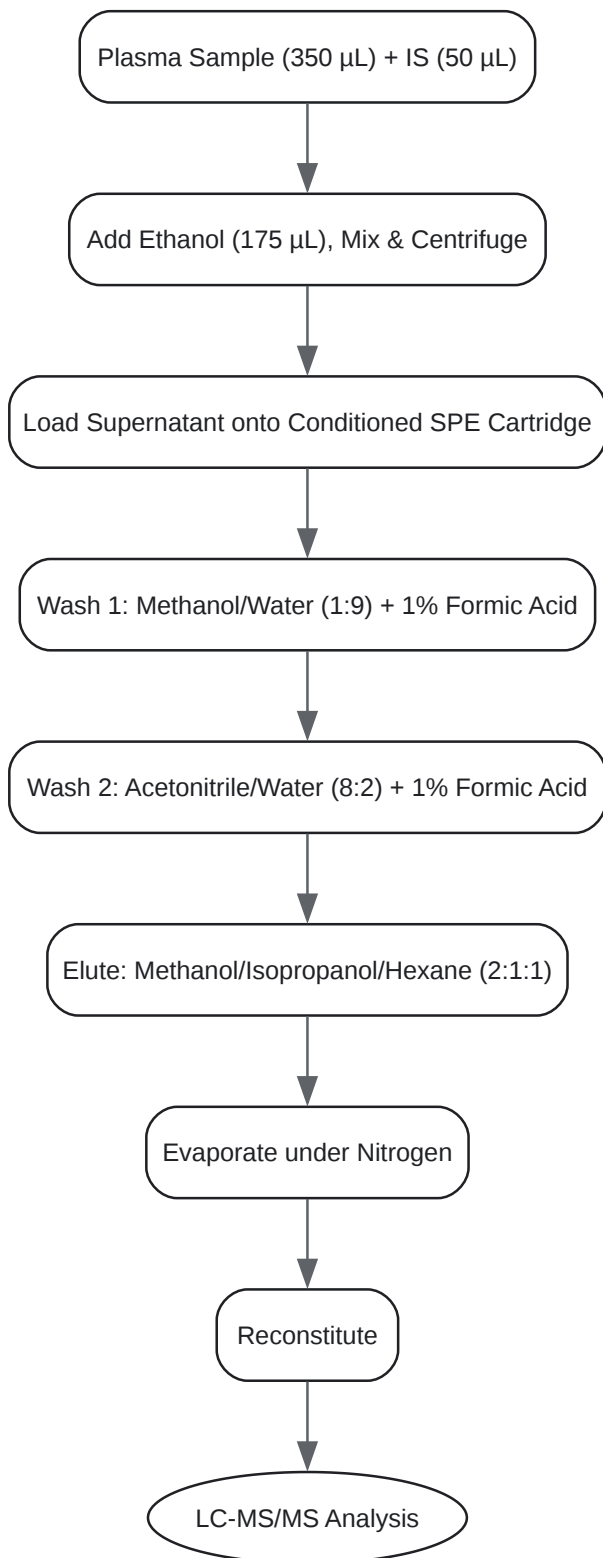 Plasma Sample (350 µL) + IS (50 µL)
Add Ethanol (175 µL), Mix & Centrifuge
Load Supernatant onto Conditioned SPE Cartridge
Wash 1: Methanol/Water (1:9) + 1% Formic Acid
Wash 2: Acetonitrile/Water (8:2) + 1% Formic Acid
Elute: Methanol/Isopropanol/Hexane (2:1:1)
Evaporate under Nitrogen
Reconstitute
LC-MS/MS Analysis